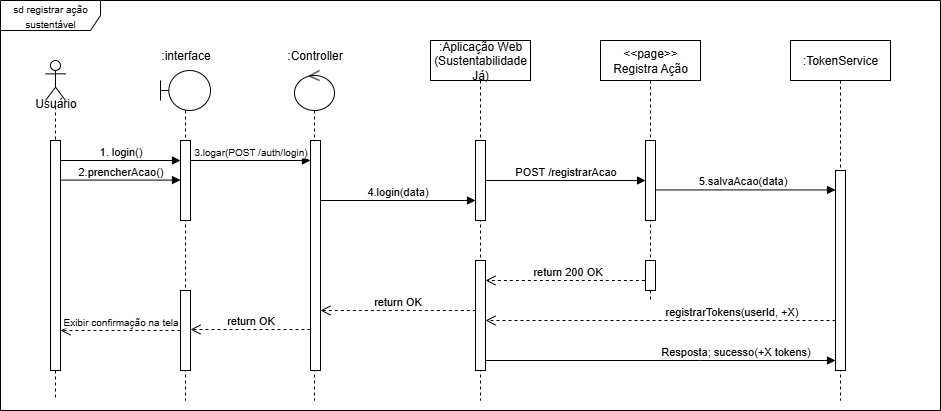 sd registrar ação
sustentável
Usuário
:interface
:Controller
:Aplicação Web
(Sustentabilidade
Já)
<<page>>
Registra Ação
:TokenService
1. login()
2.prencherAcao()
3.logar(POST /auth/login)
4.login(data)
POST /registrarAcao
5.salvaAcao(data)
return 200 OK
return OK
registrarTokens(userId, +X)
return OK
Exibir confirmação na tela
Resposta; sucesso(+X tokens)